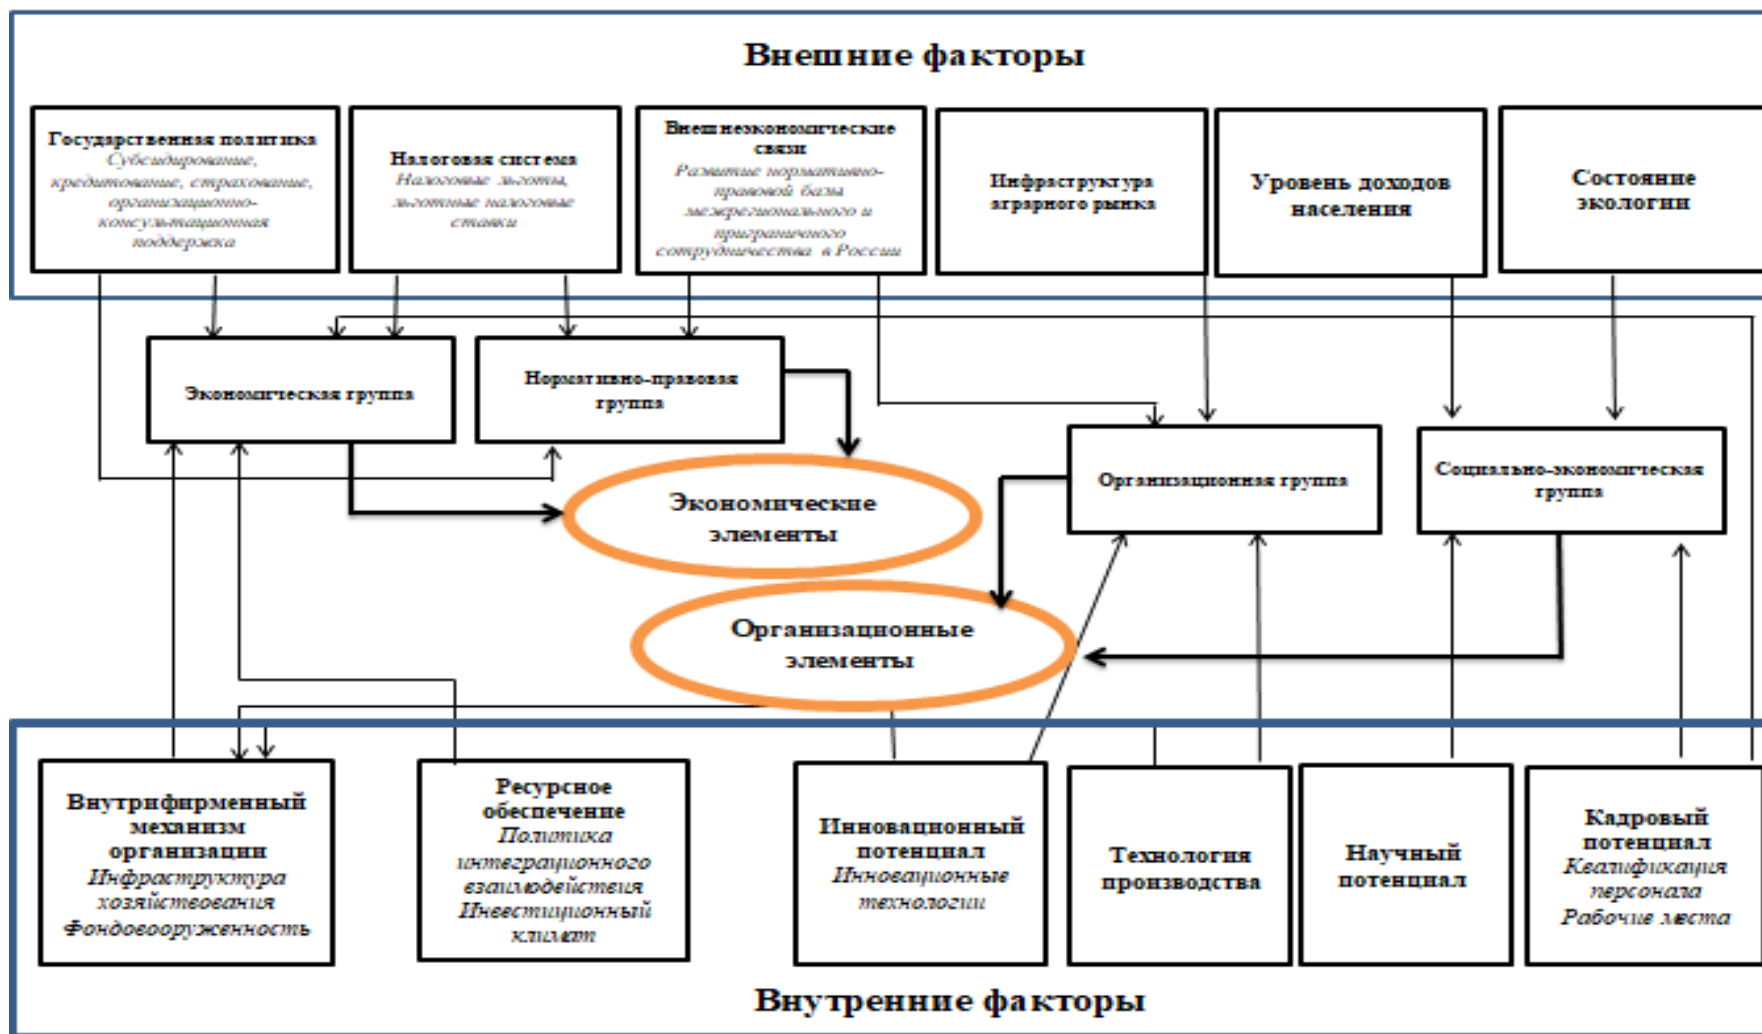 Внешние факторы
Государственная политика
Субсидирование,
кредитование, страхование,
организационно-
консультационная
поддержка
Налоговая система
Налоговые льготы,
льготные налоговые
ставки
Внешнеэкономические
связи
Развитие нормативно-
правовой базы
межрегионального и
приграничного
сотрудничества в России
Инфраструктура
аграрного рынка
Уровень доходов
населения
Состояние
экологии
Экономическая группа
Нормативно-правовая
группа
Организационная группа
Социально-экономическая
группа
Экономические
элементы
Организационные
элементы
Внутрифирменный
механизм
организации
Инфраструктура
хозяйствования
Фондовооруженность
Ресурсное
обеспечение
Политика
интеграционного
взаимодействия
Инвестиционный
климат
Инновационный
потенциал
Инновационные
технологии
Технология
производства
Научный
потенциал
Кадровый
потенциал
Квалификация
персонала
Рабочие места
Внутренние факторы